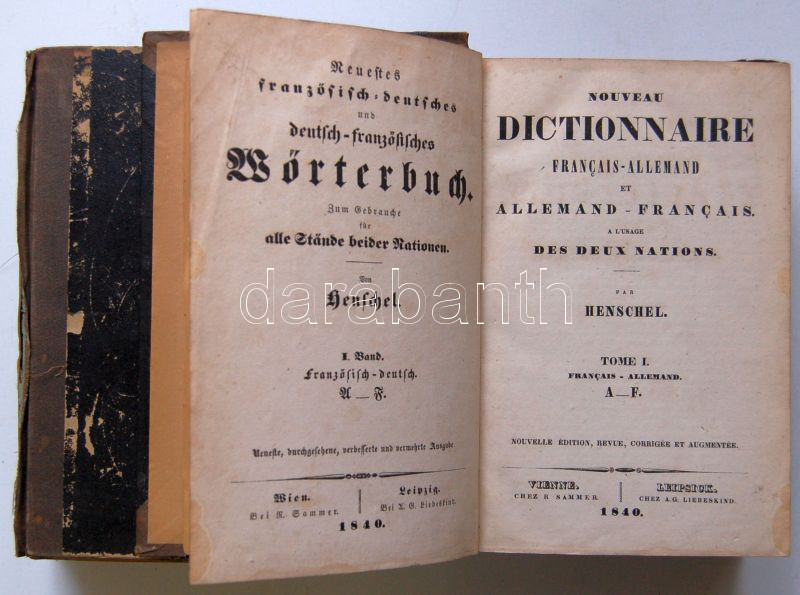 Neuestes
französisch-deutsches
und
deutsch-französisches
Wörterbuch.
Zum Gebrauche
für
alle Stände beider Nationen.
Von
Henschel.
I. Band.
Französisch-deutsch.
A—F.
Neueste, durchgesehene, verbesserte und vermehrte Ausgabe.
Wien. Leipzig.
Bei R. Sammer. Bei A. G. Liebeskind.
1840.
NOUVEAU
DICTIONNAIRE
FRANÇAIS-ALLEMAND
ET
ALLEMAND-FRANÇAIS.
A L'USAGE
DES DEUX NATIONS.
PAR
HENSCHEL.
TOME I.
FRANÇAIS-ALLEMAND.
A—F.
NOUVELLE ÉDITION, REVUE, CORRIGÉE ET AUGMENTÉE.
VIENNE. LEIPSICK.
CHEZ R SAMMER. CHEZ A.G. LIEBESKIND.
1840.
darabanth